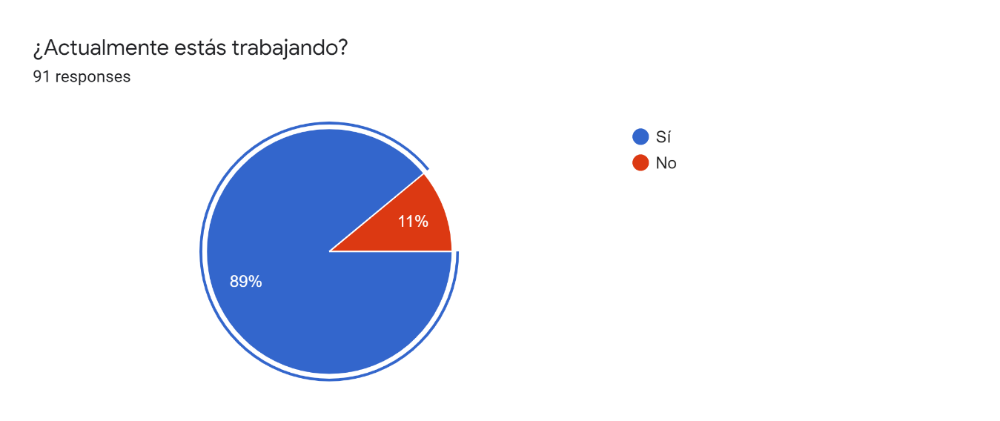 ¿Actualmente estás trabajando?
91 responses
Sí
No
11%
89%